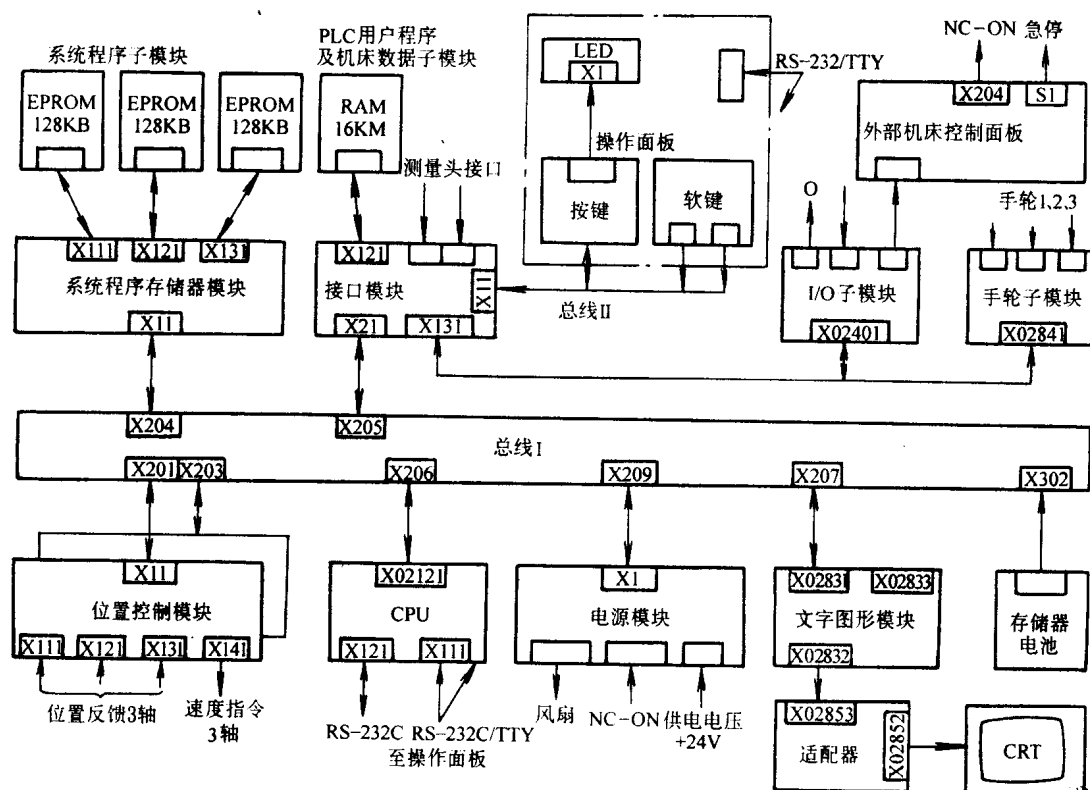 系统程序子模块
EPROM
128KB
EPROM
128KB
EPROM
128KB
PLC用户程序
及机床数据子模块
RAM
16KM
测量头接口
LED
X1
操作面板
按键
软键
RS-232/TTY
NC-ON 急停
X204
S1
外部机床控制面板
O
手轮1,2,3
X111
X121
X131
系统程序存储器模块
X11
X121
接口模块
X11
X21
X131
总线II
I/O子模块
X02401
手轮子模块
X02841
X204
X205
总线I
X201
X203
X206
X209
X207
X302
X11
位置控制模块
X111
X121
X131
X141
位置反馈3轴
速度指令
3轴
X02121
CPU
X121
X111
RS-232C RS-232C/TTY
至操作面板
X1
电源模块
风扇
NC-ON
供电电压
+24V
X02831
X02833
文字图形模块
X02832
存储器
电池
X02853
适配器
X02852
CRT